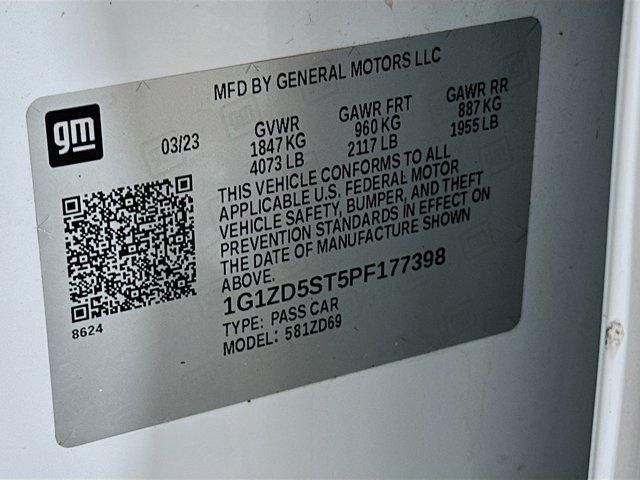 MFD BY GENERAL MOTORS LLC
gm
03/23
GVWR
1847 KG
4073 LB
GAWR FRT
960 KG
2117 LB
GAWR RR
887 KG
1955 LB
THIS VEHICLE CONFORMS TO ALL
APPLICABLE U.S. FEDERAL MOTOR
VEHICLE SAFETY, BUMPER, AND THEFT
PREVENTION STANDARDS IN EFFECT ON
THE DATE OF MANUFACTURE SHOWN
ABOVE.
1G1ZD5ST5PF177398
TYPE: PASS CAR
MODEL: 581ZD69
8624